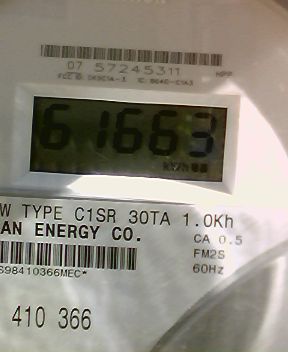 07 57245311
61663
kWh
W TYPE C1SR 30TA 1.0Kh
AN ENERGY CO.
CA 0.5
FM2S
60Hz
S98410366MEC*
410 366